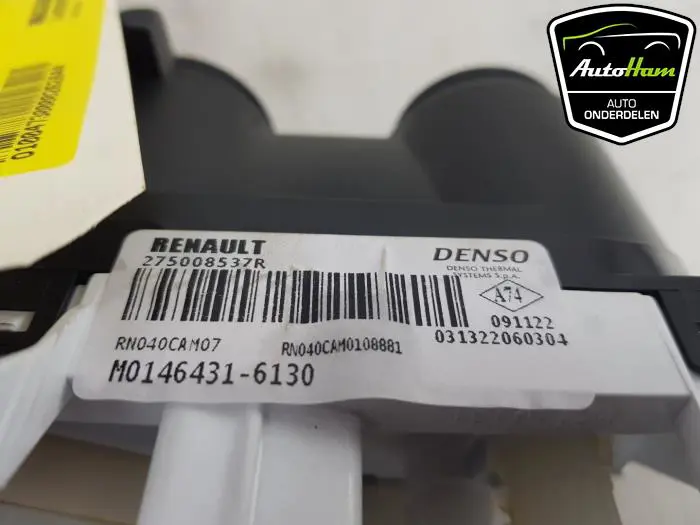 AutoHam
AUTO
ONDERDELEN
RENAULT
275008537R
DENSO
DENSO THERMAL
SYSTEMS S.p.A.
A74
091122
031322060304
RN040CAM07
RN040CAM0108881
M0146431-6130